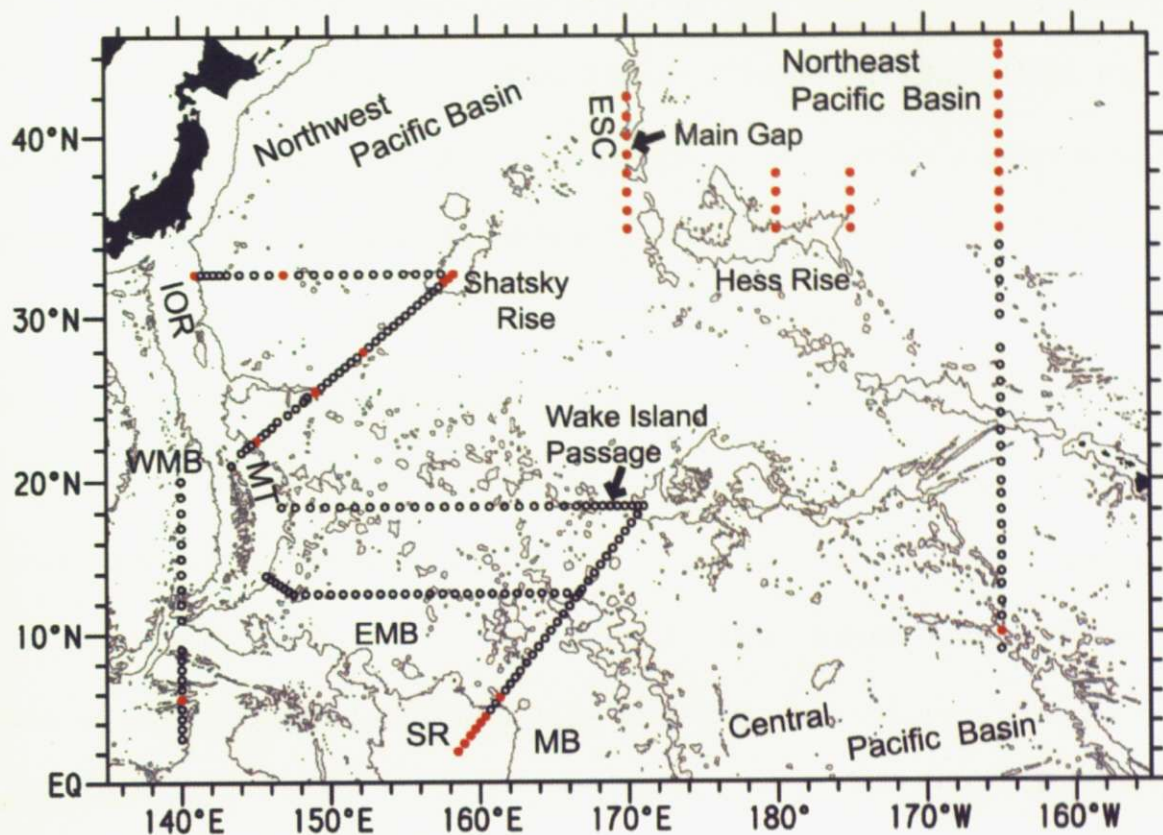 Northeast
Pacific Basin
Northwest
Pacific Basin
ESC
Main Gap
40°N
Hess Rise
Shatsky
Rise
IOR
30°N
Wake Island
Passage
WMB
MT
20°N
10°N
EMB
SR
MB
Central
Pacific Basin
EQ
140°E
150°E
160°E
170°E
180°E
170°W
160°W